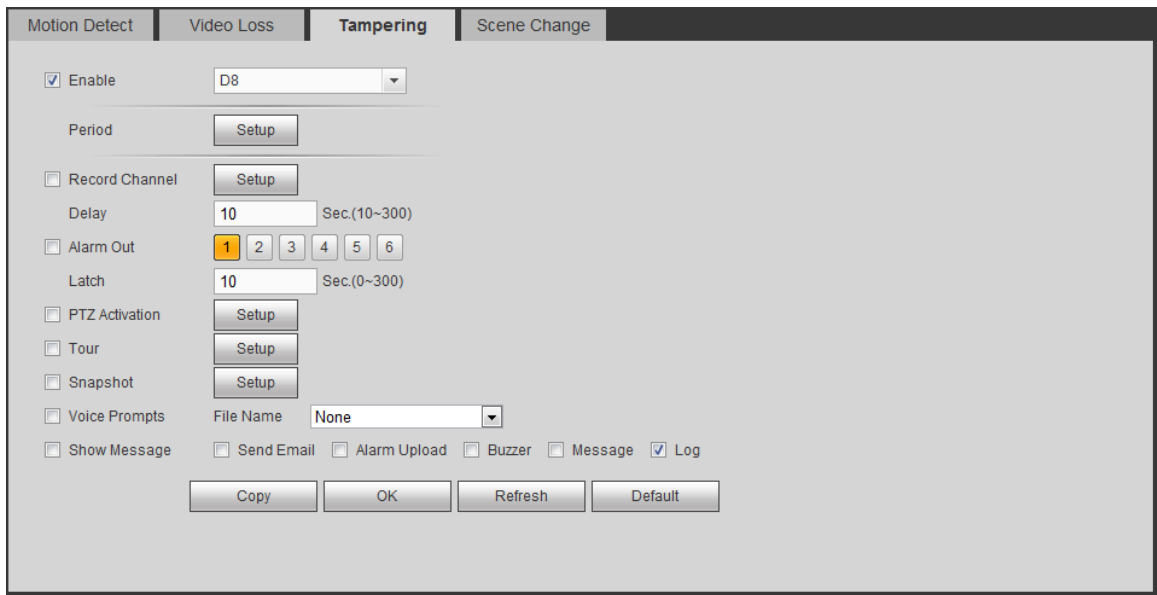 Motion Detect Video Loss Tampering Scene Change
Enable D8
Period Setup
Record Channel Setup
Delay 10 Sec.(10~300)
Alarm Out 1 2 3 4 5 6
Latch 10 Sec.(0~300)
PTZ Activation Setup
Tour Setup
Snapshot Setup
Voice Prompts File Name None
Show Message Send Email Alarm Upload Buzzer Message Log
Copy OK Refresh Default